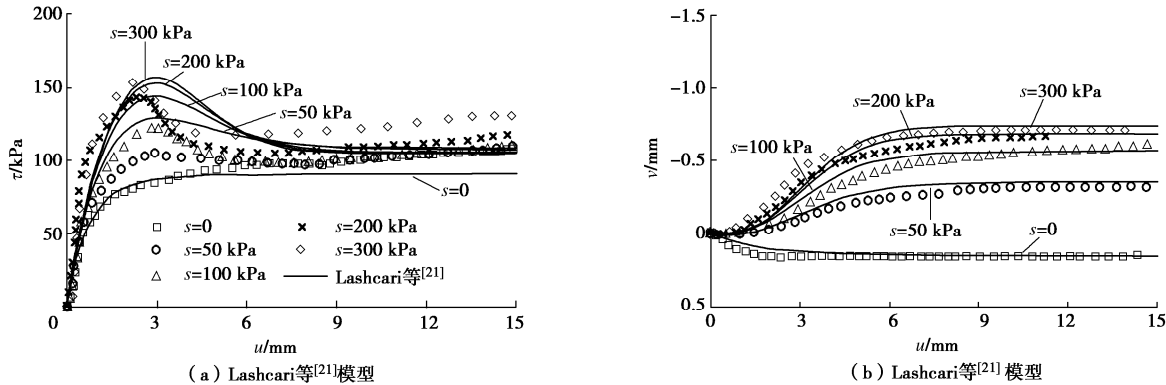 200
150
100
50
0
τ/kPa
s=300 kPa
s=200 kPa
s=100 kPa
s=50 kPa
s=0
□ s=0
○ s=50 kPa
△ s=100 kPa
× s=200 kPa
◇ s=300 kPa
— Lashcari等[21]
3
6
9
12
15
u/mm
(a) Lashcari等[21]模型
-1.5
-1.0
-0.5
0
0.5
v/mm
s=200 kPa
s=300 kPa
s=100 kPa
s=50 kPa
s=0
0
3
6
9
12
15
u/mm
(b) Lashcari等[21] 模型